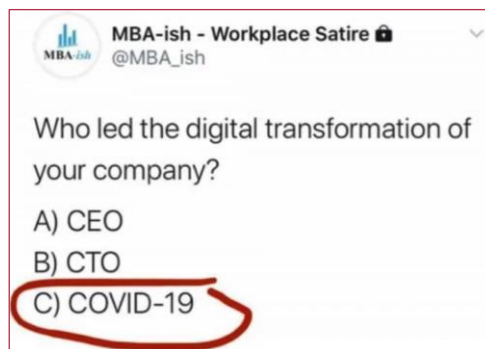 MBA-ish - Workplace Satire
MBA-ish
@MBA_ish
Who led the digital transformation of
your company?
A) CEO
B) CTO
C) COVID-19